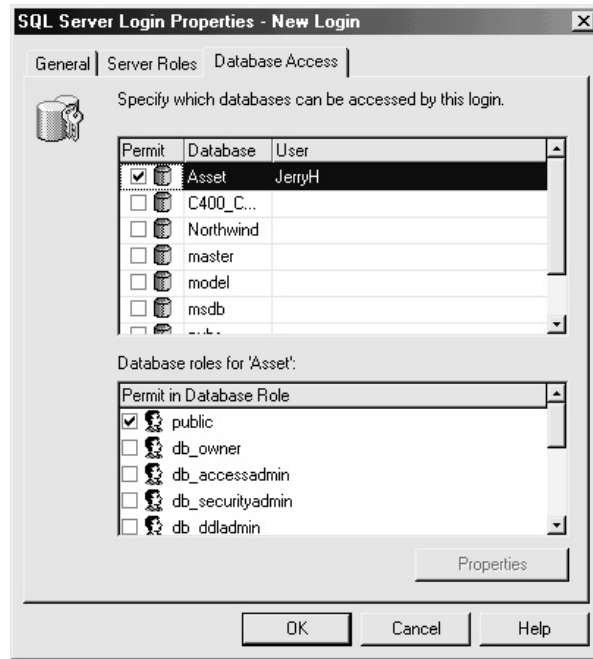 SQL Server Login Properties - New Login
General Server Roles Database Access
Specify which databases can be accessed by this login.
Permit Database User
Asset JerryH
C400_C...
Northwind
master
model
msdb
Database roles for 'Asset':
Permit in Database Role
public
db_owner
db_accessadmin
db_securityadmin
db_ddladmin
Properties
OK Cancel Help